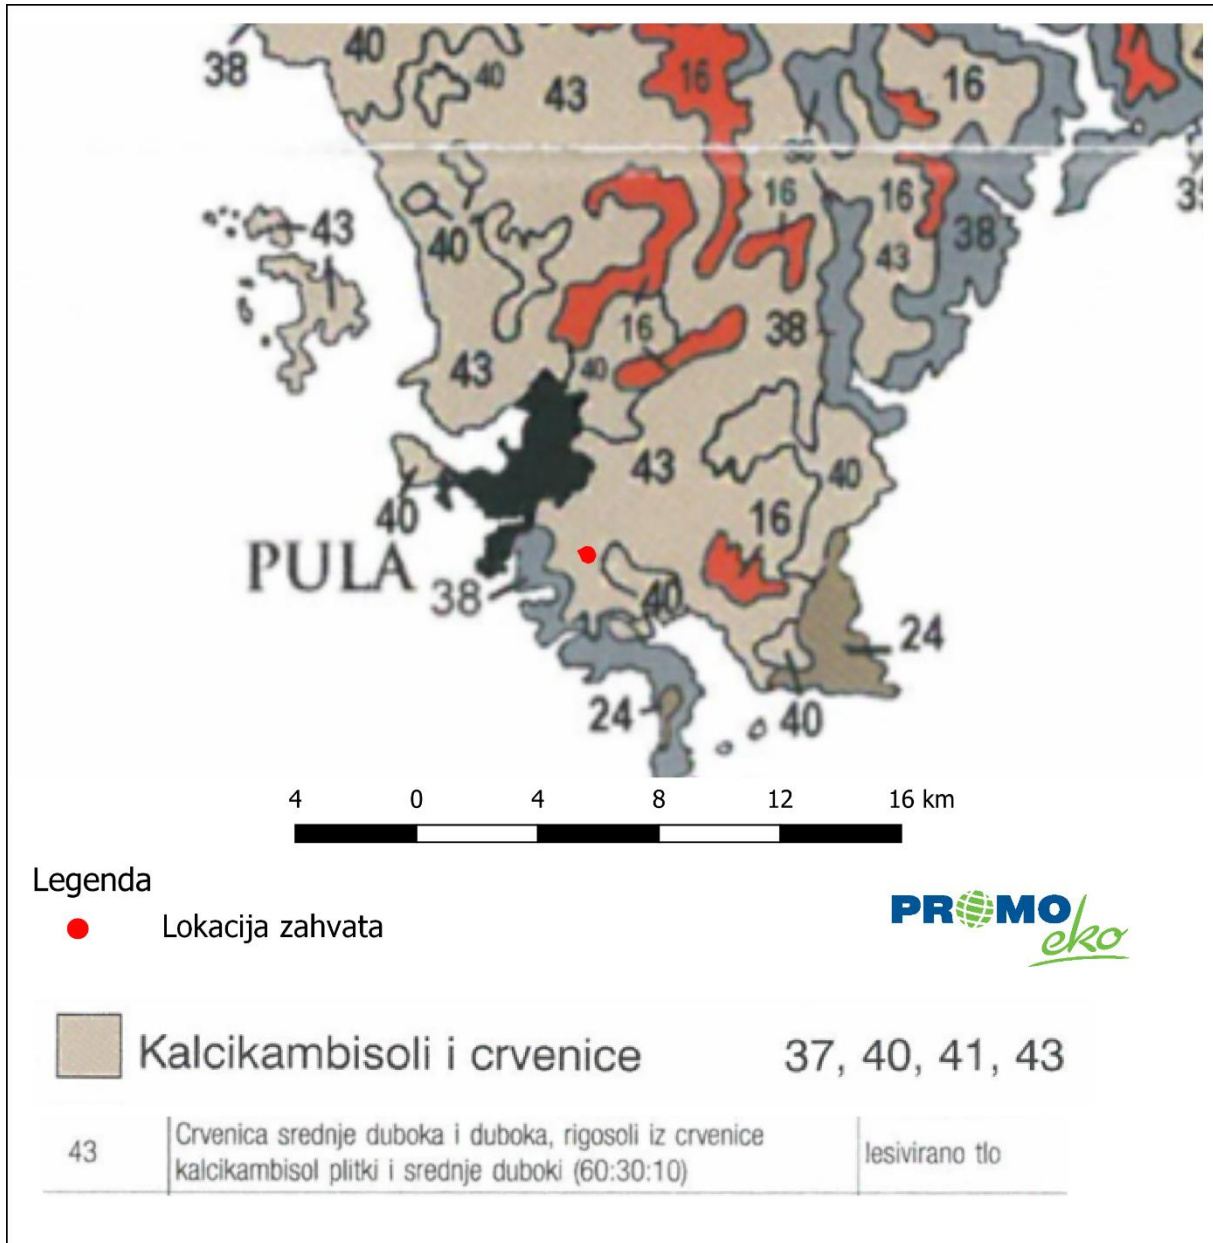 40
38
40
43
16
16
16
16
38
43
40
43
38
16
38
43
40
43
40
40
16
PULA
38
40
24
24
40
4 0 4 8 12 16 km
Legenda
Lokacija zahvata
PROMO
eko
Kalcikambisoli i crvenice 37, 40, 41, 43
43 Crvenica srednje duboka i duboka, rigosoli iz crvenice lesivirano tlo
kalcikambisol plitki i srednje duboki (60:30:10)